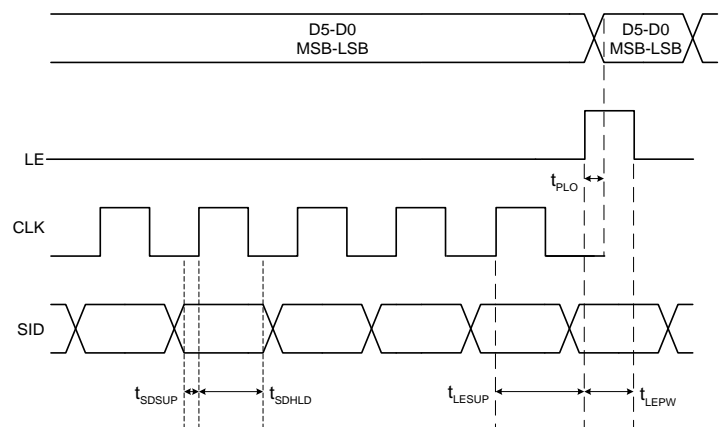 D5-D0
MSB-LSB
D5-D0
MSB-LSB
LE
tPLO
CLK
SID
tSDSUP
tSDHLD
tLESUP
tLEPW